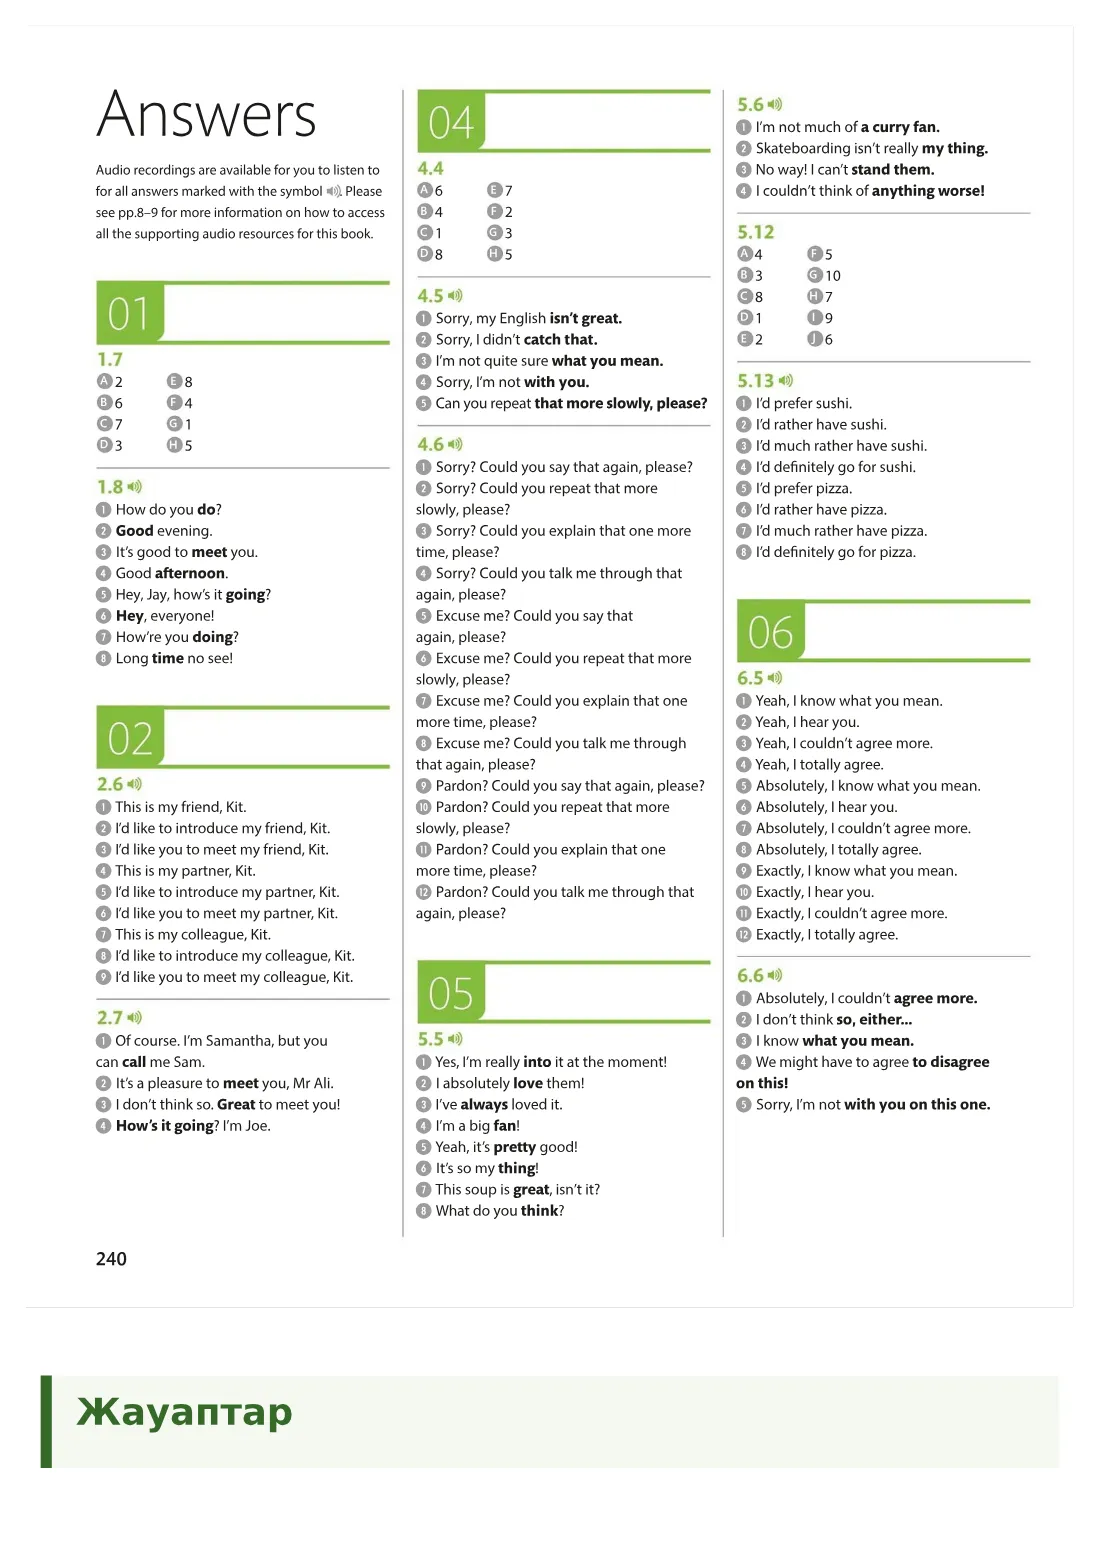 Answers
Audio recordings are available for you to listen to
for all answers marked with the symbol 🔊. Please
see pp.8–9 for more information on how to access
all the supporting audio resources for this book.
01
1.7
A 2 E 8
B 6 F 4
C 7 G 1
D 3 H 5
1.8
1 How do you do?
2 Good evening.
3 It's good to meet you.
4 Good afternoon.
5 Hey, Jay, how's it going?
6 Hey, everyone!
7 How're you doing?
8 Long time no see!
02
2.6
1 This is my friend, Kit.
2 I'd like to introduce my friend, Kit.
3 I'd like you to meet my friend, Kit.
4 This is my partner, Kit.
5 I'd like to introduce my partner, Kit.
6 I'd like you to meet my partner, Kit.
7 This is my colleague, Kit.
8 I'd like to introduce my colleague, Kit.
9 I'd like you to meet my colleague, Kit.
2.7
1 Of course. I'm Samantha, but you
can call me Sam.
2 It's a pleasure to meet you, Mr Ali.
3 I don't think so. Great to meet you!
4 How's it going? I'm Joe.
04
4.4
A 6 E 7
B 4 F 2
C 1 G 3
D 8 H 5
4.5
1 Sorry, my English isn't great.
2 Sorry, I didn't catch that.
3 I'm not quite sure what you mean.
4 Sorry, I'm not with you.
5 Can you repeat that more slowly, please?
4.6
1 Sorry? Could you say that again, please?
2 Sorry? Could you repeat that more
slowly, please?
3 Sorry? Could you explain that one more
time, please?
4 Sorry? Could you talk me through that
again, please?
5 Excuse me? Could you say that
again, please?
6 Excuse me? Could you repeat that more
slowly, please?
7 Excuse me? Could you explain that one
more time, please?
8 Excuse me? Could you talk me through
that again, please?
9 Pardon? Could you say that again, please?
10 Pardon? Could you repeat that more
slowly, please?
11 Pardon? Could you explain that one
more time, please?
12 Pardon? Could you talk me through that
again, please?
05
5.5
1 Yes, I'm really into it at the moment!
2 I absolutely love them!
3 I've always loved it.
4 I'm a big fan!
5 Yeah, it's pretty good!
6 It's so my thing!
7 This soup is great, isn't it?
8 What do you think?
5.6
1 I'm not much of a curry fan.
2 Skateboarding isn't really my thing.
3 No way! I can't stand them.
4 I couldn't think of anything worse!
5.12
A 4 F 5
B 3 G 10
C 8 H 7
D 1 I 9
E 2 J 6
5.13
1 I'd prefer sushi.
2 I'd rather have sushi.
3 I'd much rather have sushi.
4 I'd definitely go for sushi.
5 I'd prefer pizza.
6 I'd rather have pizza.
7 I'd much rather have pizza.
8 I'd definitely go for pizza.
06
6.5
1 Yeah, I know what you mean.
2 Yeah, I hear you.
3 Yeah, I couldn't agree more.
4 Yeah, I totally agree.
5 Absolutely, I know what you mean.
6 Absolutely, I hear you.
7 Absolutely, I couldn't agree more.
8 Absolutely, I totally agree.
9 Exactly, I know what you mean.
10 Exactly, I hear you.
11 Exactly, I couldn't agree more.
12 Exactly, I totally agree.
6.6
1 Absolutely, I couldn't agree more.
2 I don't think so, either...
3 I know what you mean.
4 We might have to agree to disagree
on this!
5 Sorry, I'm not with you on this one.
240
Жауаптар